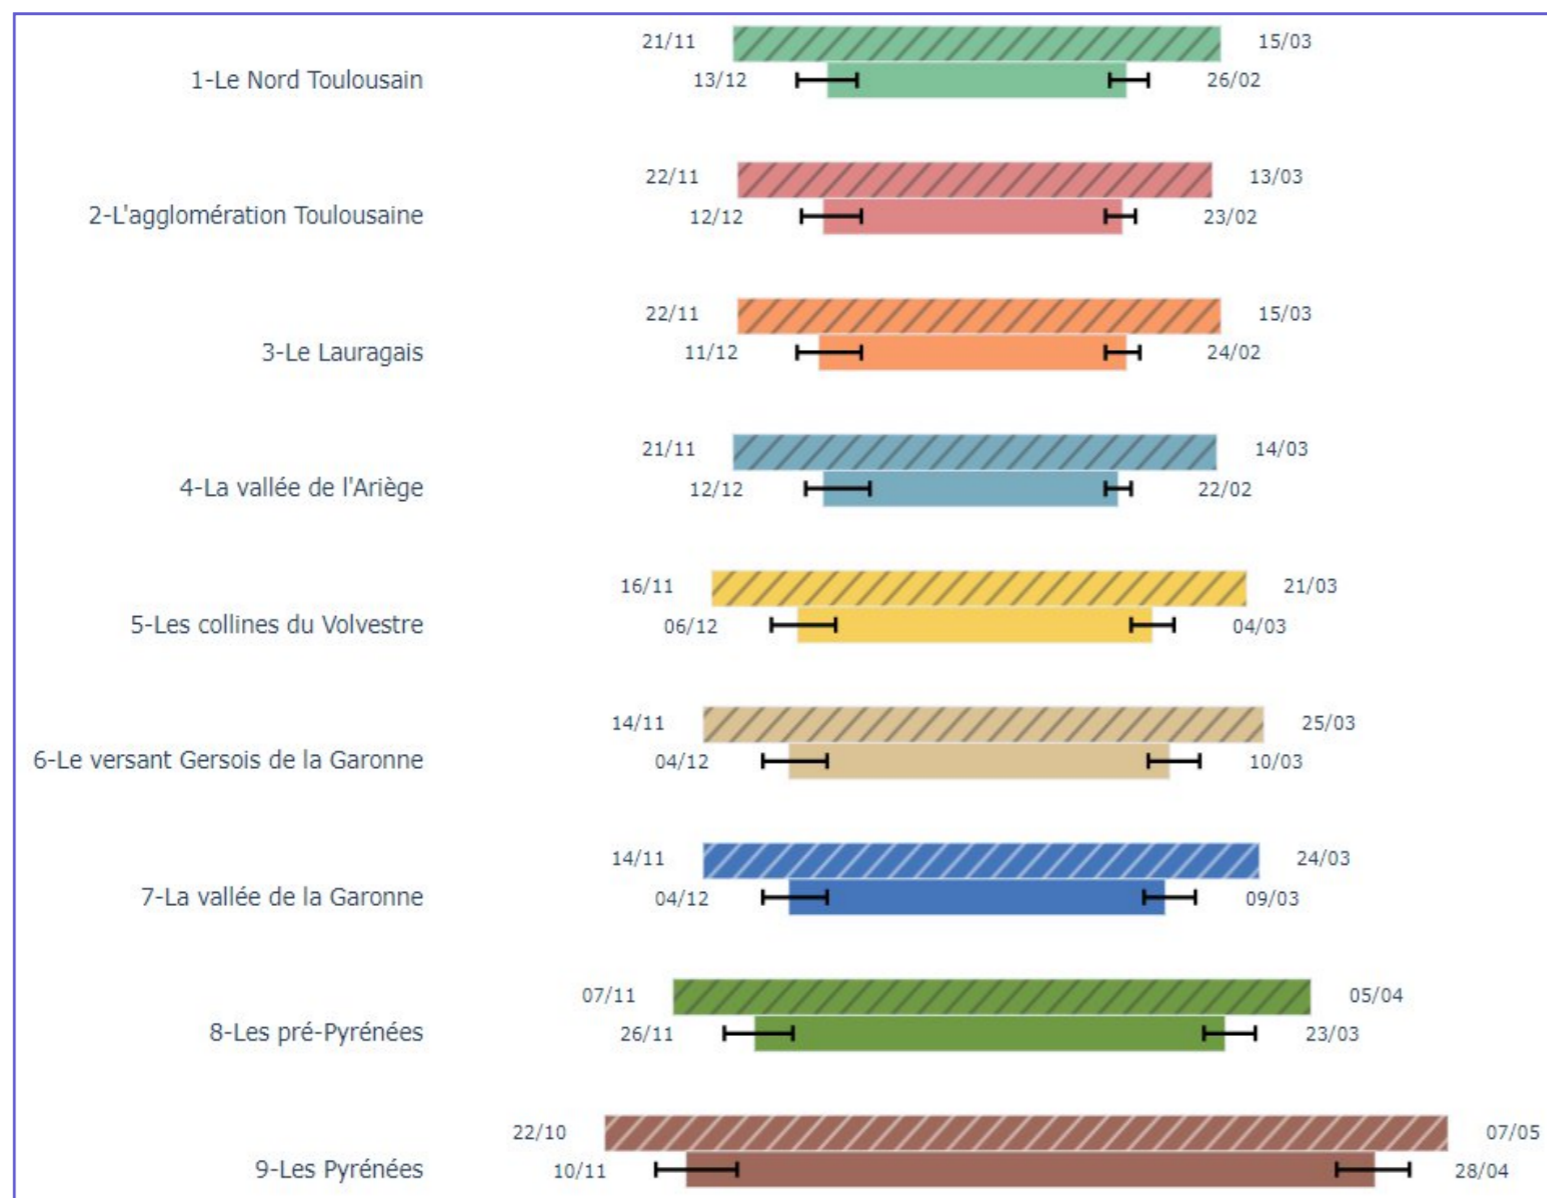 21/11 15/03
1-Le Nord Toulousain 13/12 26/02
22/11 13/03
2-L'agglomération Toulousaine 12/12 23/02
22/11 15/03
3-Le Lauragais 11/12 24/02
21/11 14/03
4-La vallée de l'Ariège 12/12 22/02
16/11 21/03
5-Les collines du Volvestre 06/12 04/03
14/11 25/03
6-Le versant Gersois de la Garonne 04/12 10/03
14/11 24/03
7-La vallée de la Garonne 04/12 09/03
07/11 05/04
8-Les pré-Pyrénées 26/11 23/03
22/10 07/05
9-Les Pyrénées 10/11 28/04